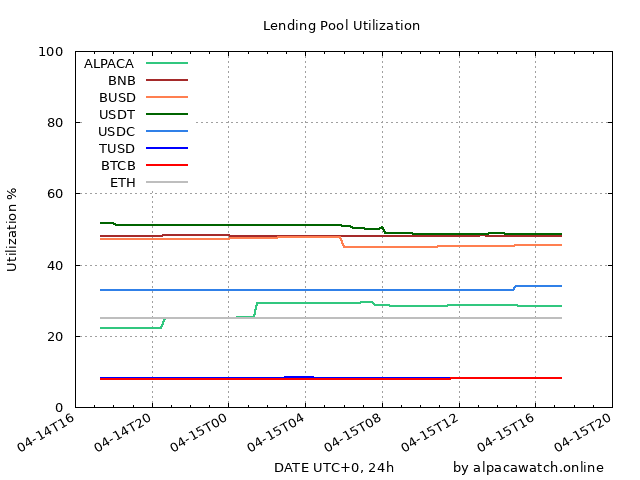 Lending Pool Utilization
Utilization %
100
80
60
40
20
0
ALPACA
BNB
BUSD
USDT
USDC
TUSD
BTCB
ETH
04-14T16
04-14T20
04-15T00
04-15T04
04-15T08
04-15T12
04-15T16
04-15T20
DATE UTC+0, 24h
by alpacawatch.online